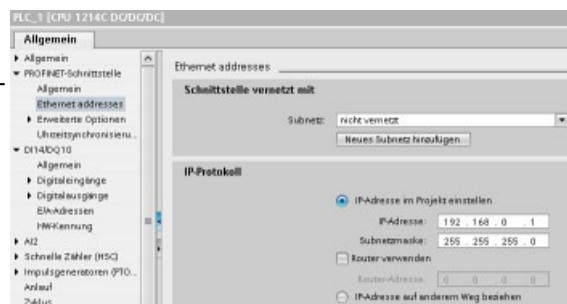 PLC_1 [CPU 1214C DC/DC/DC]
Allgemein
Allgemein
PROFINET-Schnittstelle
Allgemein
Ethernet addresses
Erweiterte Optionen
Uhrzeitsynchronisieru...
DI14/DQ10
Allgemein
Digitaleingänge
Digitalausgänge
E/A-Adressen
HW-Kennung
AI2
Schnelle Zähler (HSC)
Impulsgeneratoren (PTO...
Anlauf
Zyklus
Ethernet addresses
Schnittstelle vernetzt mit
Subnetz: nicht vernetzt
Neues Subnetz hinzufügen
IP-Protokoll
IP-Adresse im Projekt einstellen
IP-Adresse: 192 . 168 . 0 . 1
Subnetzmaske: 255 . 255 . 255 . 0
Router verwenden
Router-Adresse: 0 . 0 . 0 . 0
IP-Adresse auf anderem Weg beziehen